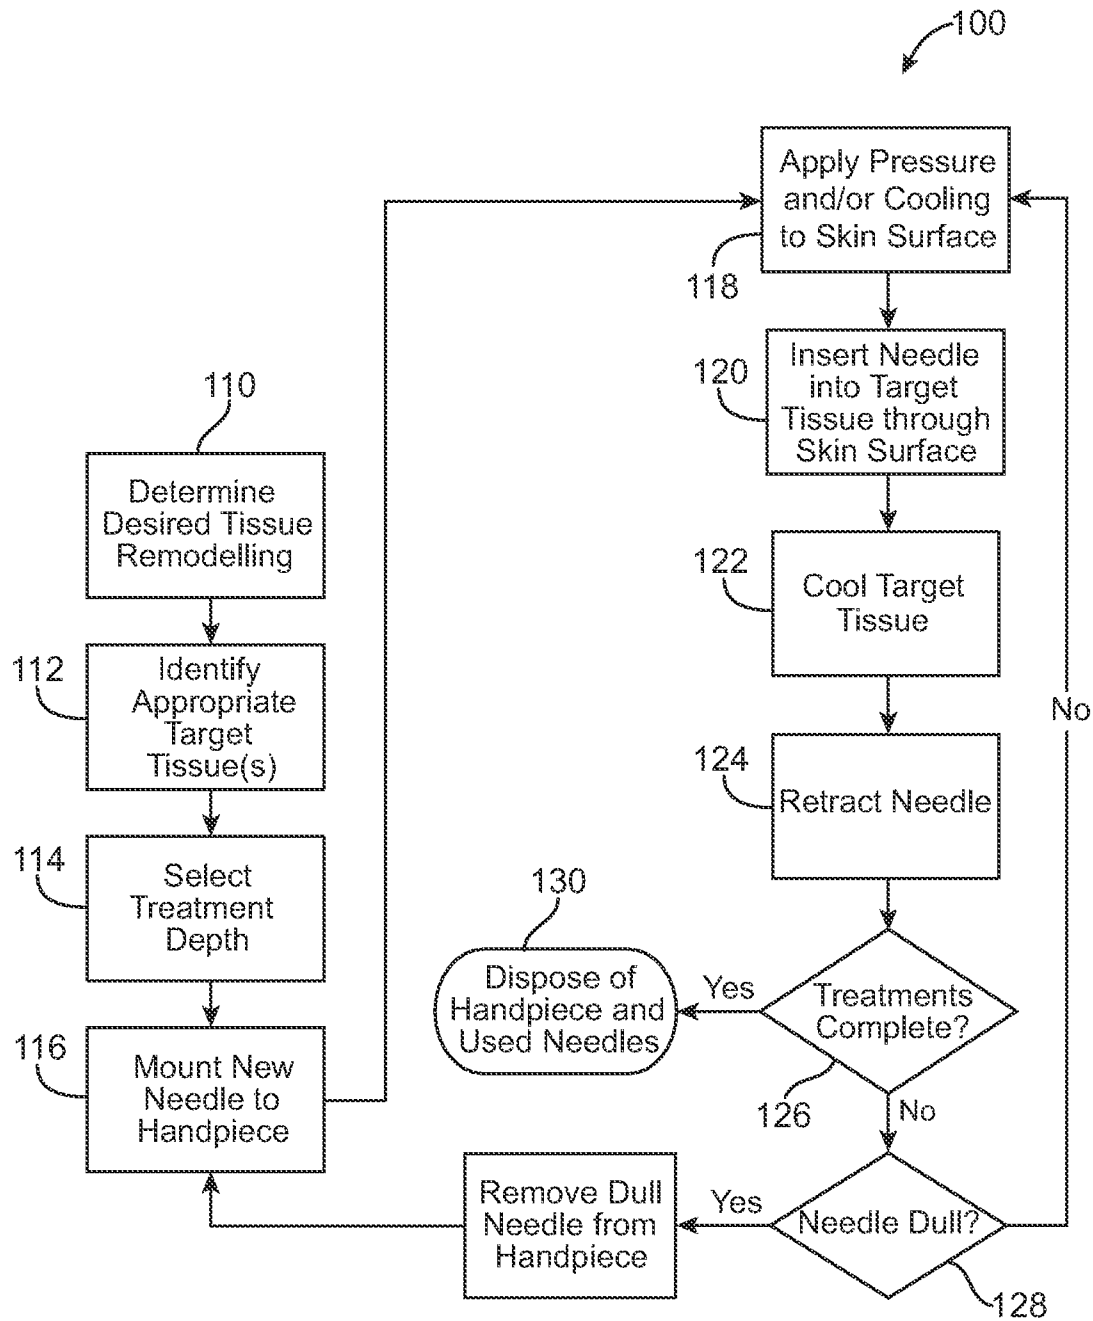 100
Apply Pressure
and/or Cooling
to Skin Surface
118
120
Insert Needle
into Target
Tissue through
Skin Surface
110
Determine
Desired Tissue
Remodelling
122
Cool Target
Tissue
112
Identify
Appropriate
Target
Tissue(s)
No
124
Retract Needle
114
Select
Treatment
Depth
130
Dispose of
Handpiece and
Used Needles
Yes
Treatments
Complete?
126
No
116
Mount New
Needle to
Handpiece
Remove Dull
Needle from
Handpiece
Yes
Needle Dull?
128